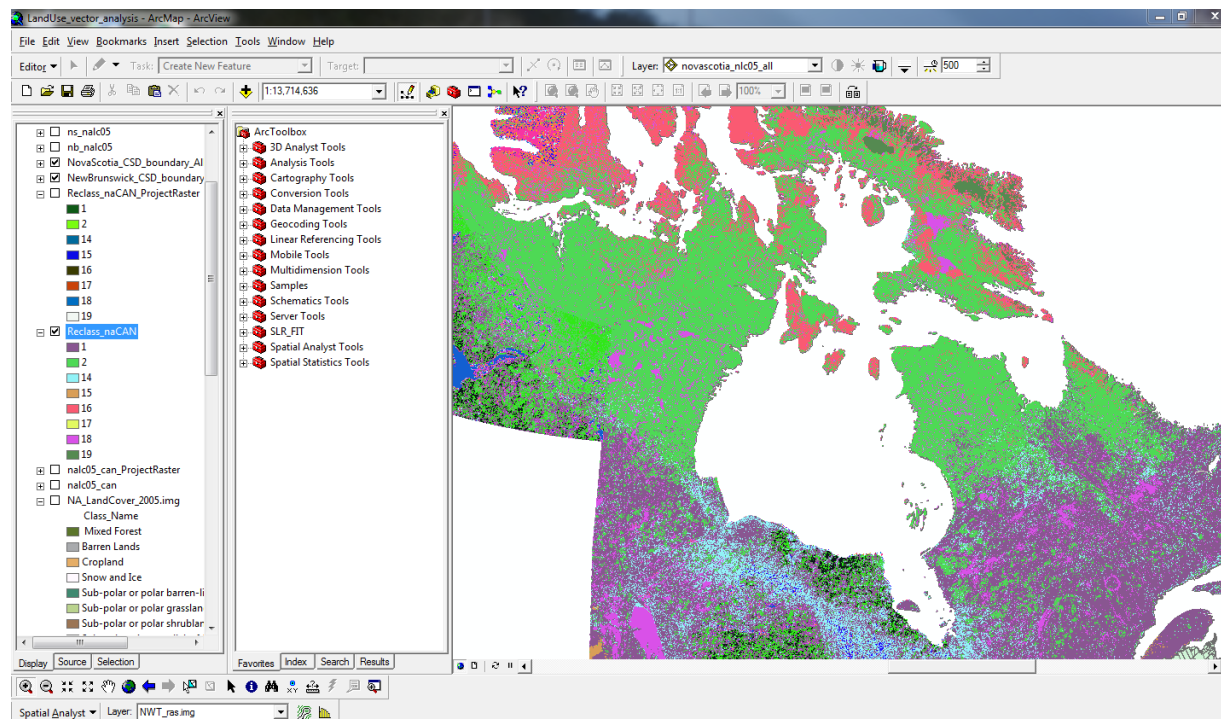 LandUse_vector_analysis - ArcMap - ArcView
File Edit View Bookmarks Insert Selection Tools Window Help
Editor Task: Create New Feature Target: Layer: novascotia_nlc05_all 500
1:13,714,636 100%
ns_nalc05
nb_nalc05
NovaScotia_CSD_boundary_Al
NewBrunswick_CSD_boundary
Reclass_naCAN_ProjectRaster
1
2
14
15
16
17
18
19
Reclass_naCAN
1
2
14
15
16
17
18
19
nalc05_can_ProjectRaster
nalc05_can
NA_LandCover_2005.img
Class_Name
Mixed Forest
Barren Lands
Cropland
Snow and Ice
Sub-polar or polar barren-li
Sub-polar or polar grasslan
Sub-polar or polar shrublan
Display Source Selection
ArcToolbox
3D Analyst Tools
Analysis Tools
Cartography Tools
Conversion Tools
Data Management Tools
Geocoding Tools
Linear Referencing Tools
Mobile Tools
Multidimension Tools
Samples
Schematics Tools
Server Tools
SLR_FIT
Spatial Analyst Tools
Spatial Statistics Tools
Favorites Index Search Results
Spatial Analyst Layer: NWT_ras.img